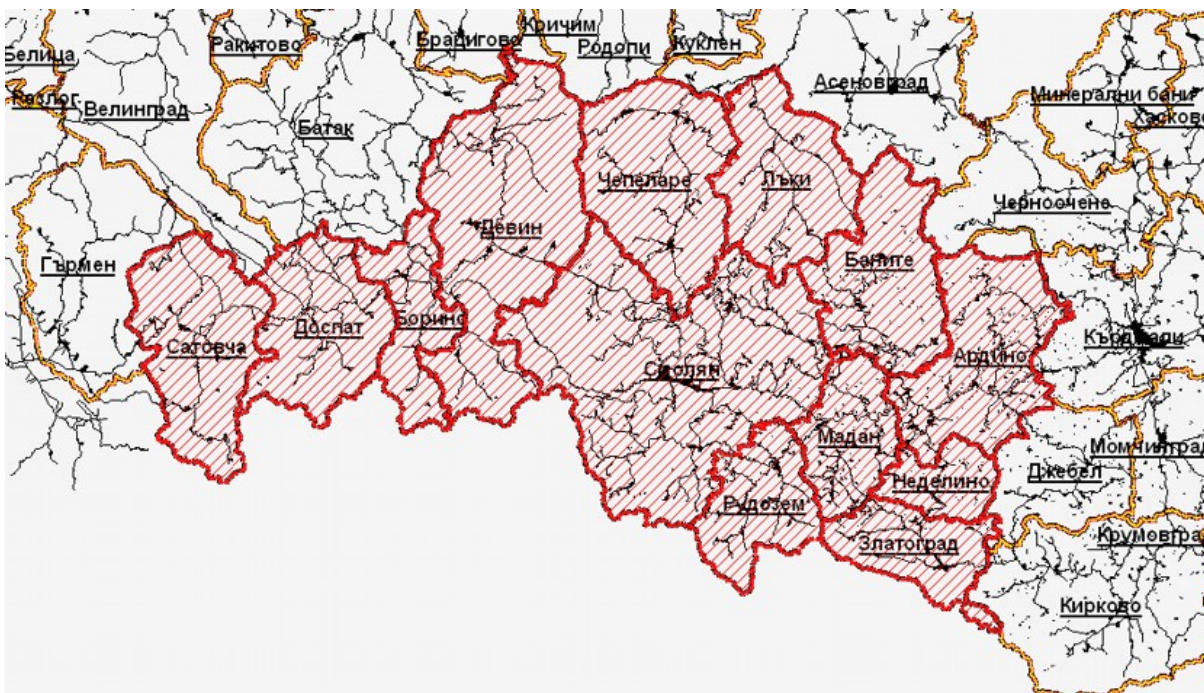 Кричим
Ракитово
Брацигово
Родопи
Куклен
Белица
Асеновград
Разлог
Велинград
Минерални бани
Батак
Хасково
Чепеларе
Лъки
Черноочене
Девин
Гърмен
Баните
Борино
Доспат
Кърджали
Сатовча
Ардино
Смолян
Мадан
Момчилград
Джебел
Неделино
Рудозем
Златоград
Крумовград
Кирково